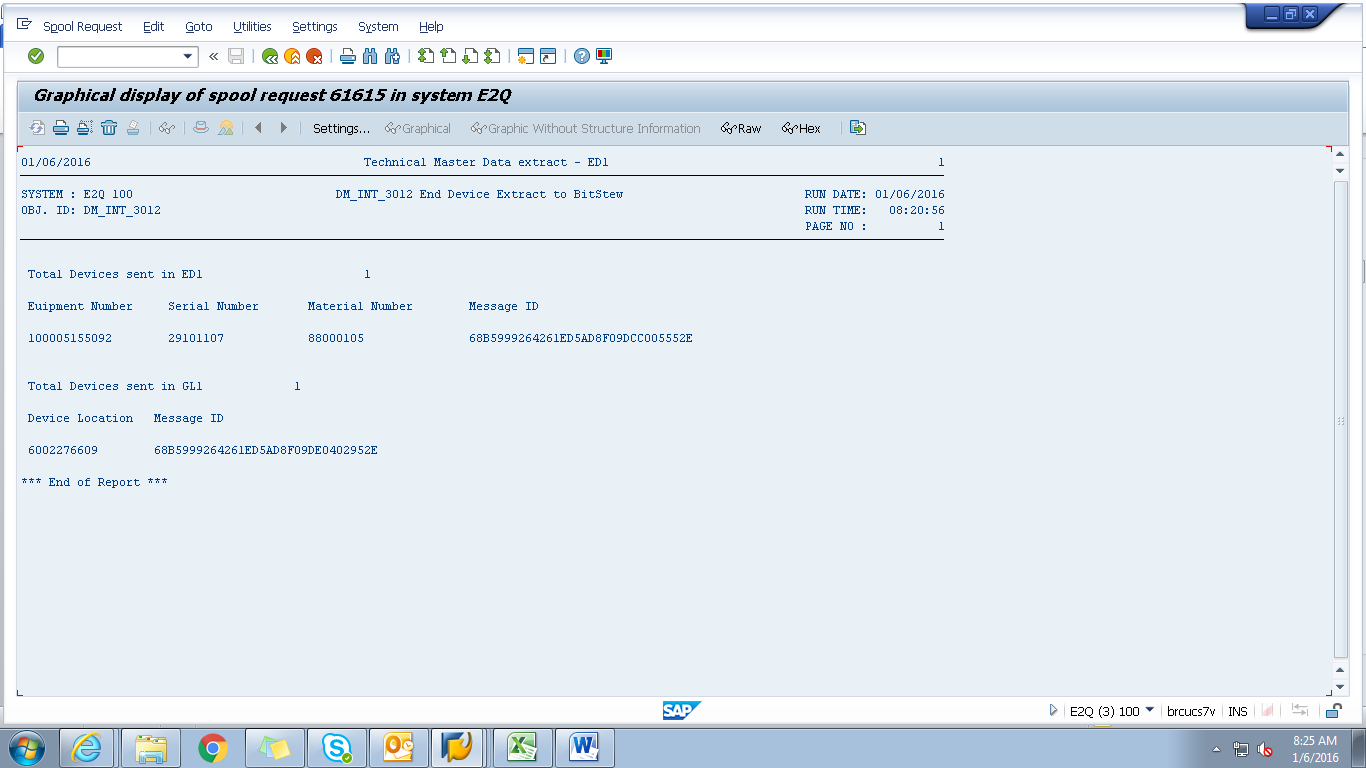 Spool Request Edit Goto Utilities Settings System Help
Graphical display of spool request 61615 in system E2Q
Settings... Graphical Graphic Without Structure Information Raw Hex
01/06/2016 Technical Master Data extract - ED1 1
SYSTEM : E2Q 100 DM_INT_3012 End Device Extract to BitStew RUN DATE: 01/06/2016
OBJ. ID: DM_INT_3012 RUN TIME: 08:20:56
PAGE NO : 1
Total Devices sent in ED1 1
Euipment Number Serial Number Material Number Message ID
100005155092 29101107 88000105 68B5999264261ED5AD8F09DCC005552E
Total Devices sent in GL1 1
Device Location Message ID
6002276609 68B5999264261ED5AD8F09DE0402952E
*** End of Report ***
SAP
E2Q (3) 100 brcucs7v INS
8:25 AM
1/6/2016